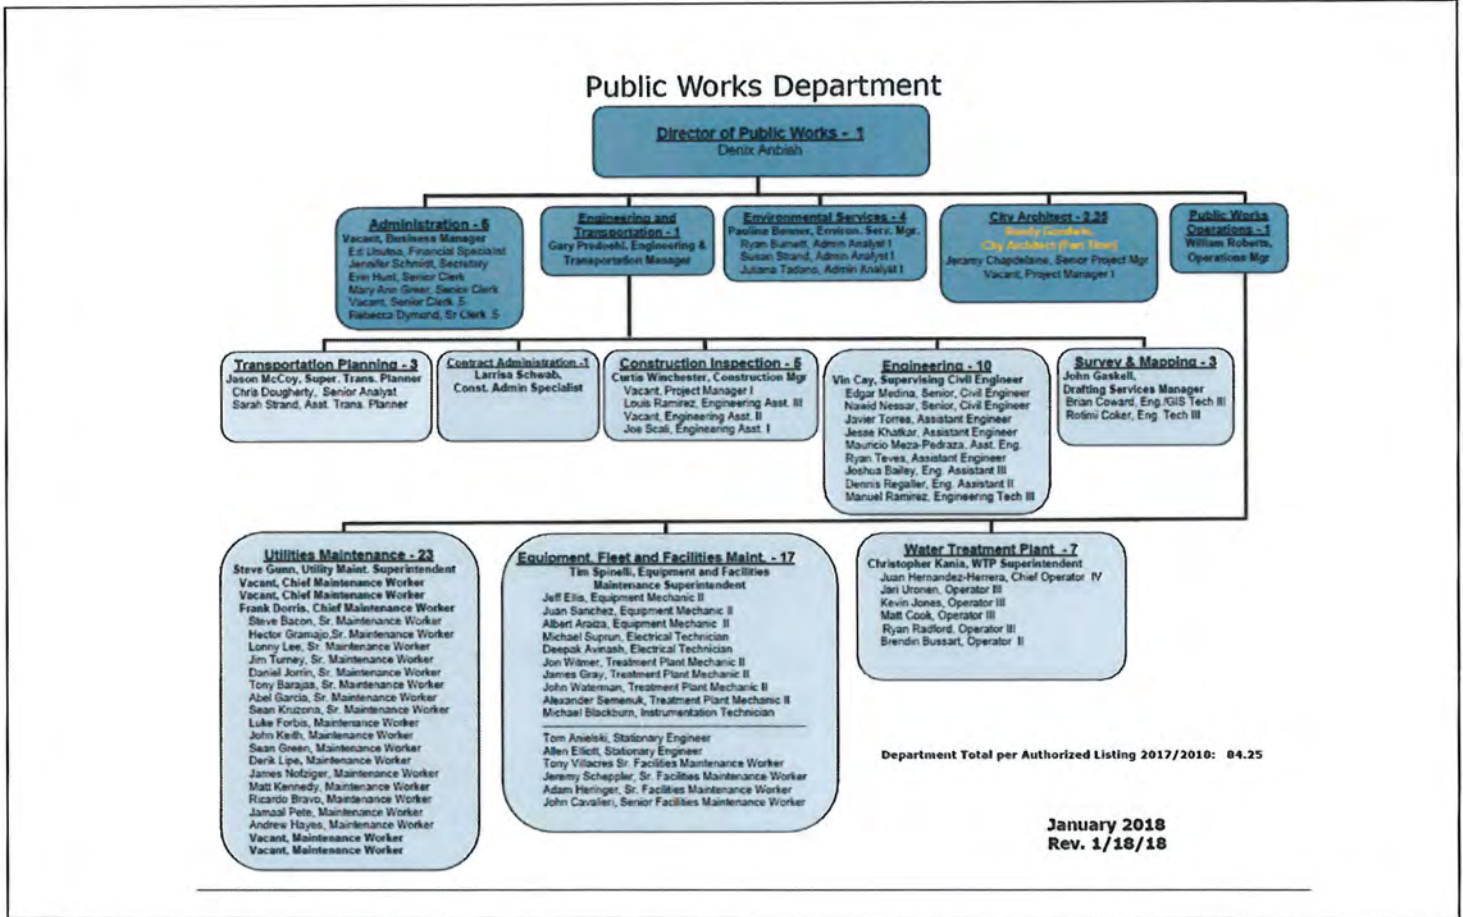 Public Works Department
Director of Public Works - 1
Denix Anbiah
Administration - 6
Vacant, Business Manager
Ed Utuloa, Financial Specialist
Jennifer Schmidt, Secretary
Erin Hunt, Senior Clerk
Mary Ann Greer, Senior Clerk
Vacant, Senior Clerk .5
Rebecca Dymond, Sr Clerk .5
Engineering and
Transportation - 1
Gary Predoehl, Engineering &
Transportation Manager
Environmental Services - 4
Pauline Benner, Environ. Serv. Mgr.
Ryan Burnett, Admin Analyst I
Susan Strand, Admin Analyst I
Juliana Tadano, Admin Analyst I
City Architect - 2.25
Randy Goodwin,
City Architect (Part Time)
Jeramy Chapdelaine, Senior Project Mgr
Vacant, Project Manager I
Public Works
Operations - 1
William Roberts,
Operations Mgr
Transportation Planning - 3
Jason McCoy, Super. Trans. Planner
Chris Dougherty, Senior Analyst
Sarah Strand, Asst. Trans. Planner
Contract Administration -1
Larrisa Schwab,
Const. Admin Specialist
Construction Inspection - 5
Curtis Winchester, Construction Mgr
Vacant, Project Manager I
Louis Ramirez, Engineering Asst. III
Vacant, Engineering Asst. II
Joe Scali, Engineering Asst. I
Engineering - 10
Vin Cay, Supervising Civil Engineer
Edgar Medina, Senior, Civil Engineer
Nawid Nessar, Senior, Civil Engineer
Javier Torres, Assistant Engineer
Jesse Khatkar, Assistant Engineer
Mauricio Meza-Pedraza, Asst. Eng.
Ryan Teves, Assistant Engineer
Joshua Bailey, Eng. Assistant III
Dennis Regalier, Eng. Assistant II
Manuel Ramirez, Engineering Tech III
Survey & Mapping - 3
John Gaskell,
Drafting Services Manager
Brian Coward, Eng./GIS Tech III
Rotimi Coker, Eng. Tech III
Utilities Maintenance - 23
Steve Gunn, Utility Maint. Superintendent
Vacant, Chief Maintenance Worker
Vacant, Chief Maintenance Worker
Frank Dorris, Chief Maintenance Worker
Steve Bacon, Sr. Maintenance Worker
Hector Gramajo,Sr. Maintenance Worker
Lonny Lee, Sr. Maintenance Worker
Jim Turney, Sr. Maintenance Worker
Daniel Jorrin, Sr. Maintenance Worker
Tony Barajas, Sr. Maintenance Worker
Abel Garcia, Sr. Maintenance Worker
Sean Kruzona, Sr. Maintenance Worker
Luke Forbis, Maintenance Worker
John Keith, Maintenance Worker
Sean Green, Maintenance Worker
Derik Lipe, Maintenance Worker
James Nofziger, Maintenance Worker
Matt Kennedy, Maintenance Worker
Ricardo Bravo, Maintenance Worker
Jamaal Pete, Maintenance Worker
Andrew Hayes, Maintenance Worker
Vacant, Maintenance Worker
Vacant, Maintenance Worker
Equipment, Fleet and Facilities Maint. - 17
Tim Spinelli, Equipment and Facilities
Maintenance Superintendent
Jeff Ellis, Equipment Mechanic II
Juan Sanchez, Equipment Mechanic II
Albert Araiza, Equipment Mechanic II
Michael Suprun, Electrical Technician
Deepak Avinash, Electrical Technician
Jon Witmer, Treatment Plant Mechanic II
James Gray, Treatment Plant Mechanic II
John Waterman, Treatment Plant Mechanic II
Alexander Semenuk, Treatment Plant Mechanic II
Michael Blackburn, Instrumentation Technician
Tom Anielski, Stationary Engineer
Allen Elliott, Stationary Engineer
Tony Villacres Sr. Facilities Maintenance Worker
Jeremy Scheppler, Sr. Facilities Maintenance Worker
Adam Heringer, Sr. Facilities Maintenance Worker
John Cavalieri, Senior Facilities Maintenance Worker
Water Treatment Plant - 7
Christopher Kania, WTP Superintendent
Juan Hernandez-Herrera, Chief Operator IV
Jari Uronen, Operator III
Kevin Jones, Operator III
Matt Cook, Operator III
Ryan Radford, Operator III
Brendin Bussart, Operator II
Department Total per Authorized Listing 2017/2018: 84.25
January 2018
Rev. 1/18/18